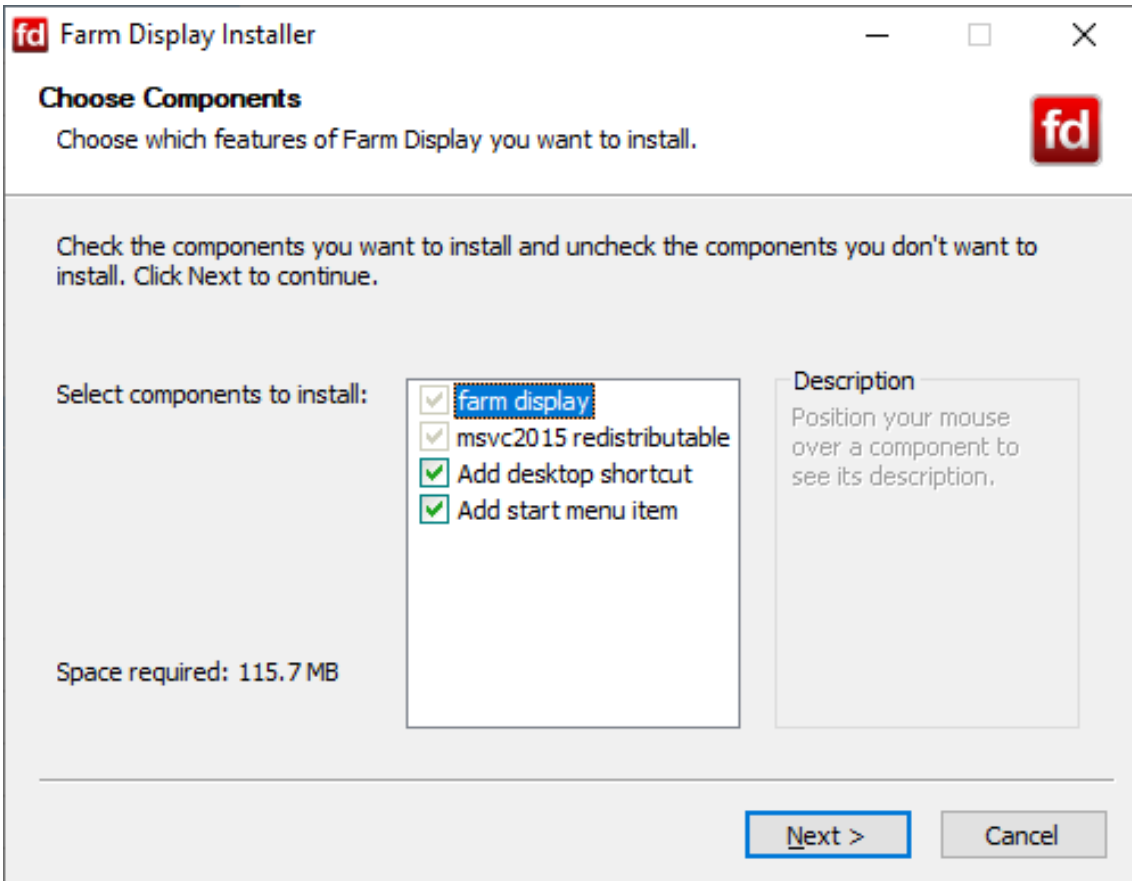 fd Farm Display Installer
Choose Components
Choose which features of Farm Display you want to install.
fd
Check the components you want to install and uncheck the components you don't want to
install. Click Next to continue.
Select components to install:
farm display
msvc2015 redistributable
Add desktop shortcut
Add start menu item
Description
Position your mouse
over a component to
see its description.
Space required: 115.7 MB
Next >
Cancel